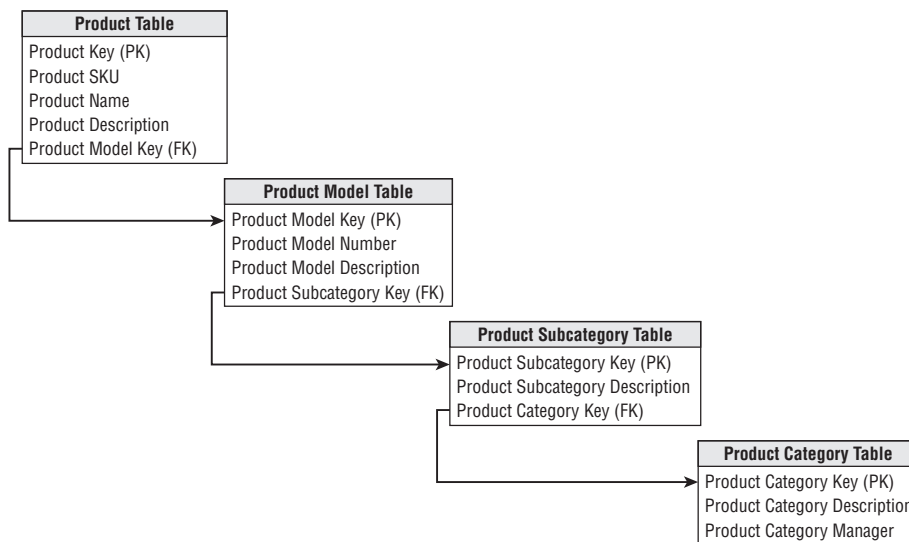 Product Table
Product Key (PK)
Product SKU
Product Name
Product Description
Product Model Key (FK)
Product Model Table
Product Model Key (PK)
Product Model Number
Product Model Description
Product Subcategory Key (FK)
Product Subcategory Table
Product Subcategory Key (PK)
Product Subcategory Description
Product Category Key (FK)
Product Category Table
Product Category Key (PK)
Product Category Description
Product Category Manager